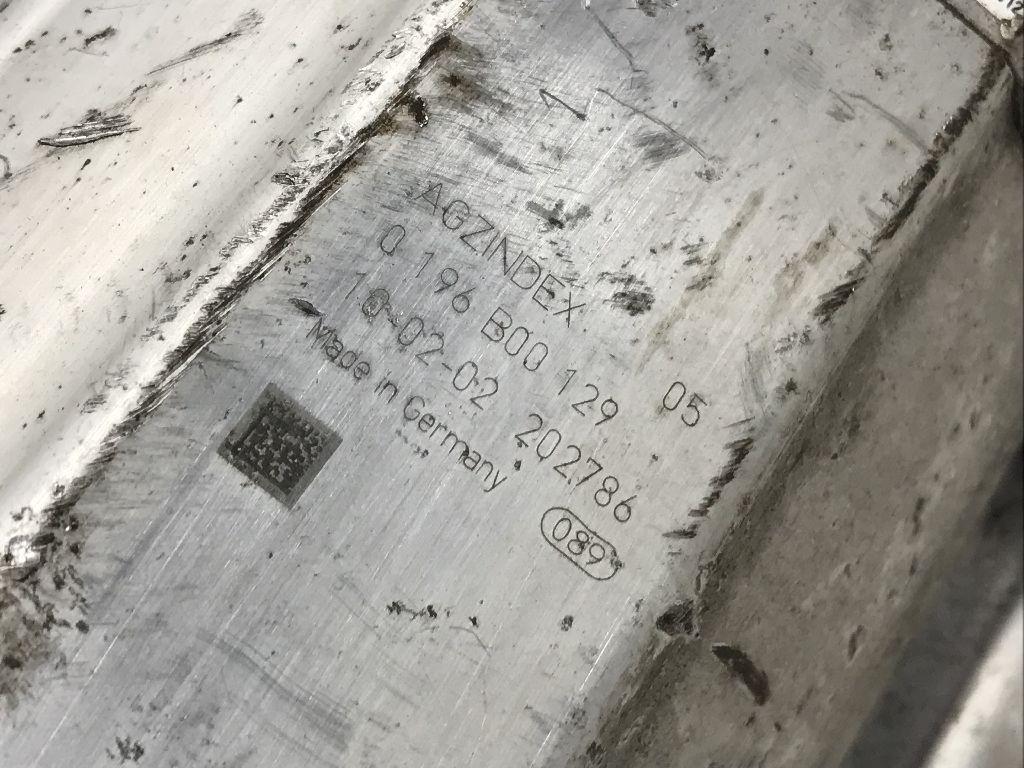 AGZINDEX
0 196 B00 129 05
10-02-02 202786
Made in Germany
089